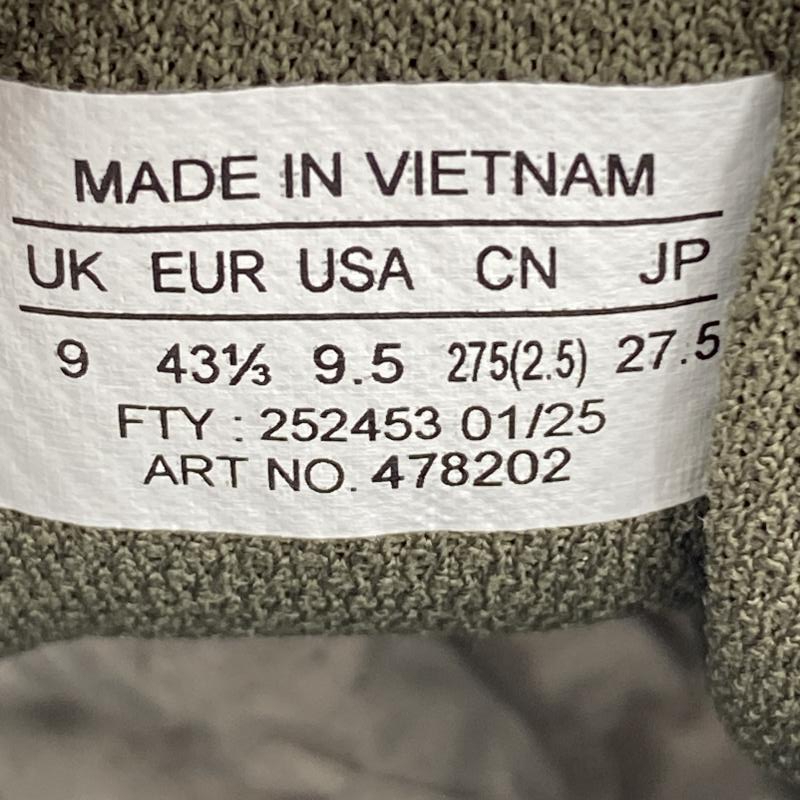 MADE IN VIETNAM
UK EUR USA CN JP
9 43⅓ 9.5 275(2.5) 27.5
FTY : 252453 01/25
ART NO. 478202